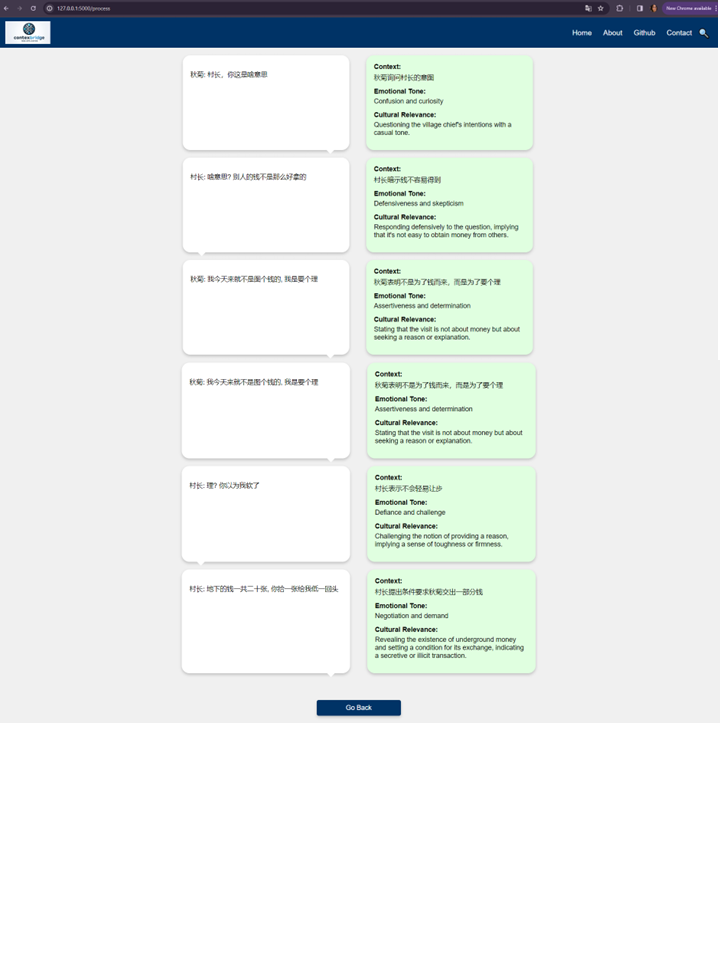 127.0.0.1:5000/process
New Chrome available
contexbridge
Home About Github Contact
秋菊: 村长，你这是啥意思
Context:
秋菊询问村长的意图
Emotional Tone:
Confusion and curiosity
Cultural Relevance:
Questioning the village chief's intentions with a
casual tone.
村长: 啥意思? 别人的钱不是那么好拿的
Context:
村长暗示钱不容易得到
Emotional Tone:
Defensiveness and skepticism
Cultural Relevance:
Responding defensively to the question, implying
that it's not easy to obtain money from others.
秋菊: 我今天来就不是图个钱的, 我是要个理
Context:
秋菊表明不是为了钱而来，而是为了要个理
Emotional Tone:
Assertiveness and determination
Cultural Relevance:
Stating that the visit is not about money but about
seeking a reason or explanation.
秋菊: 我今天来就不是图个钱的, 我是要个理
Context:
秋菊表明不是为了钱而来，而是为了要个理
Emotional Tone:
Assertiveness and determination
Cultural Relevance:
Stating that the visit is not about money but about
seeking a reason or explanation.
村长: 理? 你以为我软了
Context:
村长表示不会轻易让步
Emotional Tone:
Defiance and challenge
Cultural Relevance:
Challenging the notion of providing a reason,
implying a sense of toughness or firmness.
村长: 地下的钱一共二十张, 你拾一张给我低一回头
Context:
村长提出条件要求秋菊交出一部分钱
Emotional Tone:
Negotiation and demand
Cultural Relevance:
Revealing the existence of underground money
and setting a condition for its exchange, indicating
a secretive or illicit transaction.
Go Back